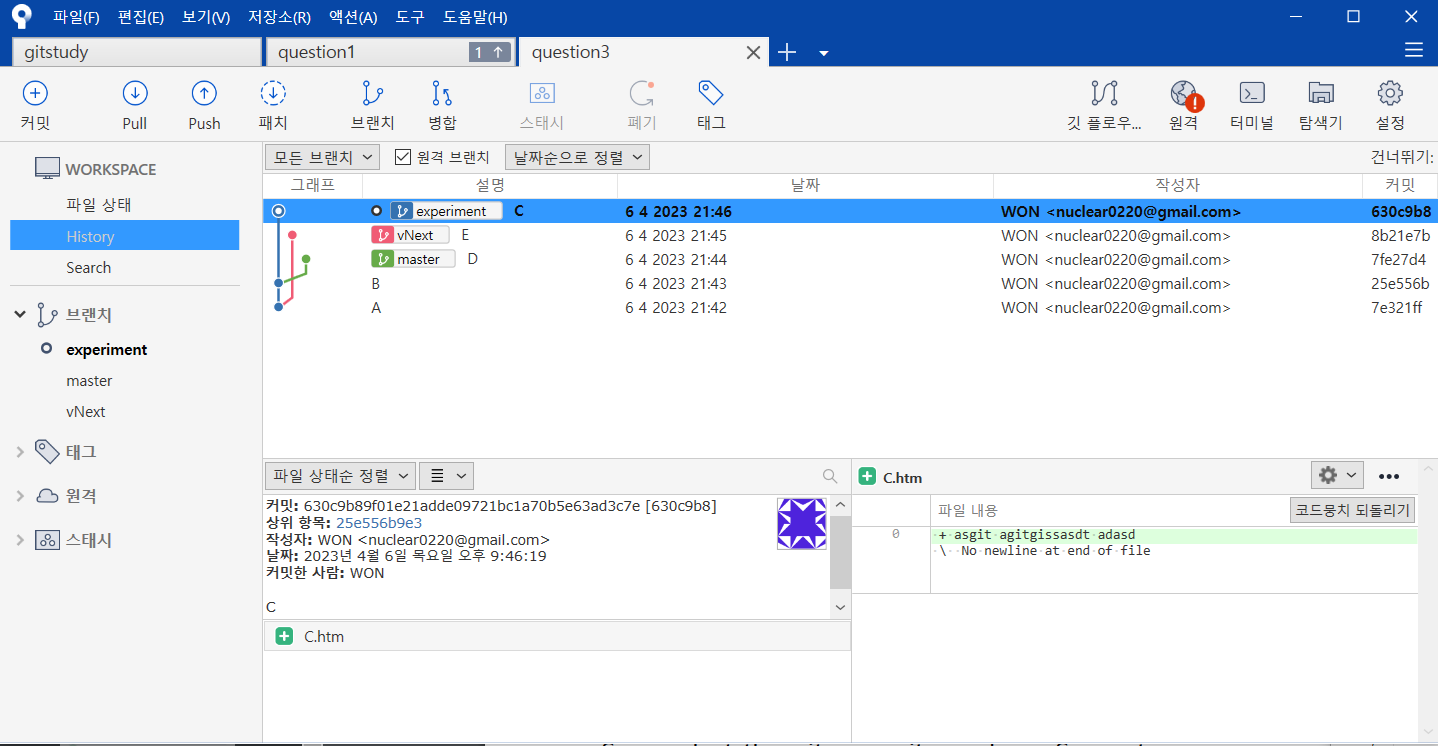 파일(F) 편집(E) 보기(V) 저장소(R) 액션(A) 도구 도움말(H)
gitstudy question1 1 question3
커밋 Pull Push 패치 브랜치 병합 스태시 폐기 태그 깃 플로우... 원격 터미널 탐색기 설정
WORKSPACE
파일 상태
History
Search
브랜치
experiment
master
vNext
태그
원격
스태시
모든 브랜치 원격 브랜치 날짜순으로 정렬 건너뛰기:
그래프 설명 날짜 작성자 커밋
experiment C 6 4 2023 21:46 WON <nuclear0220@gmail.com> 630c9b8
vNext E 6 4 2023 21:45 WON <nuclear0220@gmail.com> 8b21e7b
master D 6 4 2023 21:44 WON <nuclear0220@gmail.com> 7fe27d4
B 6 4 2023 21:43 WON <nuclear0220@gmail.com> 25e556b
A 6 4 2023 21:42 WON <nuclear0220@gmail.com> 7e321ff
파일 상태순 정렬
커밋: 630c9b89f01e21adde09721bc1a70b5e63ad3c7e [630c9b8]
상위 항목: 25e556b9e3
작성자: WON <nuclear0220@gmail.com>
날짜: 2023년 4월 6일 목요일 오후 9:46:19
커밋한 사람: WON
C
C.htm
C.htm
파일 내용 코드뭉치 되돌리기
0 + asgit agitgissasdt adasd
\ No newline at end of file